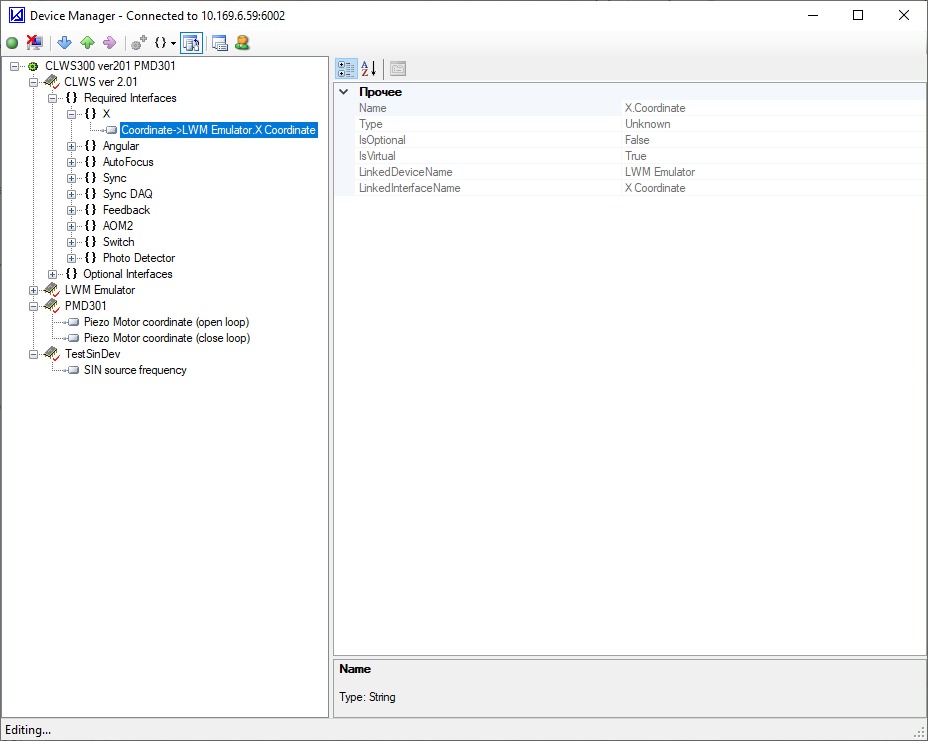 Device Manager - Connected to 10.169.6.59:6002
CLWS300 ver201 PMD301
CLWS ver 2.01
{} Required Interfaces
{} X
Coordinate->LWM Emulator.X Coordinate
{} Angular
{} AutoFocus
{} Sync
{} Sync DAQ
{} Feedback
{} AOM2
{} Switch
{} Photo Detector
{} Optional Interfaces
LWM Emulator
PMD301
Piezo Motor coordinate (open loop)
Piezo Motor coordinate (close loop)
TestSinDev
SIN source frequency
Прочее
Name X.Coordinate
Type Unknown
IsOptional False
IsVirtual True
LinkedDeviceName LWM Emulator
LinkedInterfaceName X Coordinate
Name
Type: String
Editing...